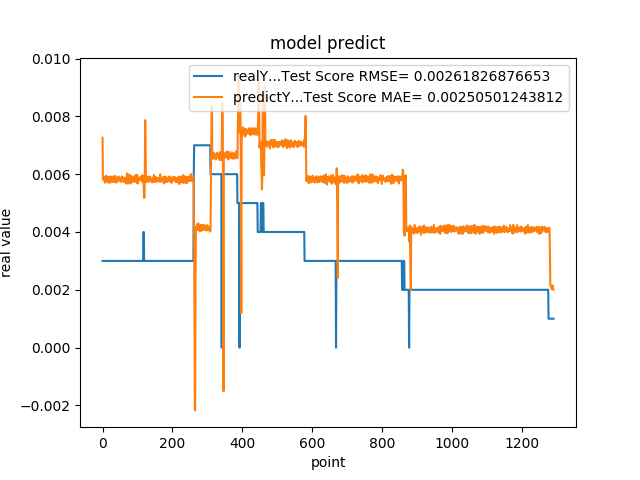 model predict
realY...Test Score RMSE= 0.00261826876653
predictY...Test Score MAE= 0.00250501243812
real value
0.010
0.008
0.006
0.004
0.002
0.000
−0.002
0 200 400 600 800 1000 1200
point